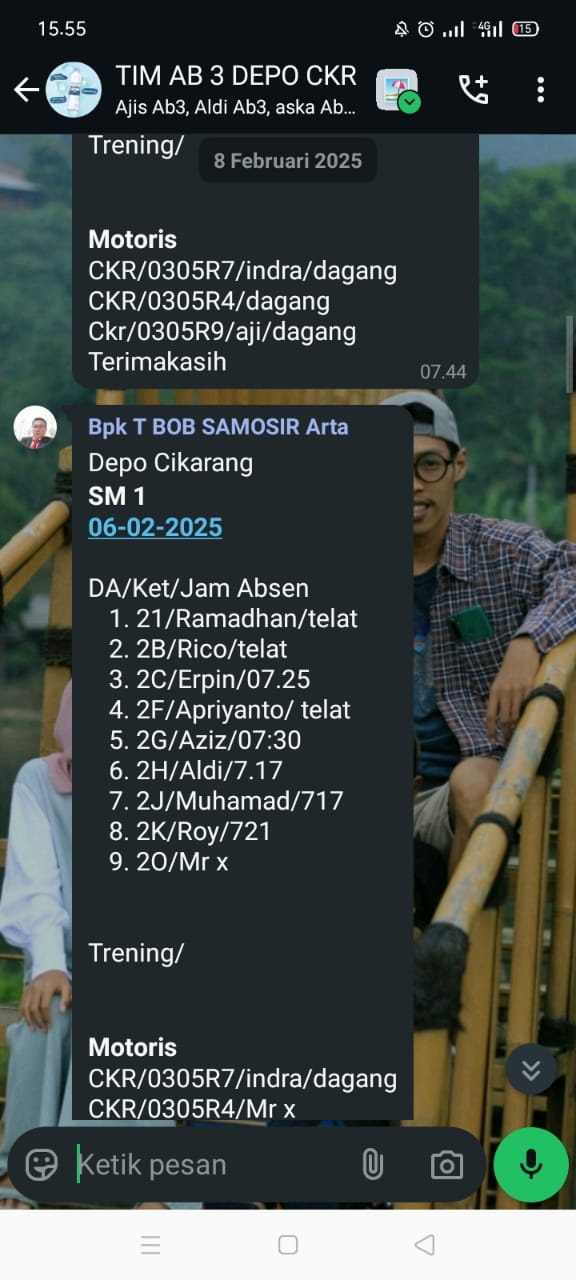 15.55
4G
15
TIM AB 3 DEPO CKR
Ajis Ab3, Aldi Ab3, aska Ab...
Trening/
8 Februari 2025
Motoris
CKR/0305R7/indra/dagang
CKR/0305R4/dagang
Ckr/0305R9/aji/dagang
Terimakasih
07.44
Bpk T BOB SAMOSIR Arta
Depo Cikarang
SM 1
06-02-2025
DA/Ket/Jam Absen
1. 21/Ramadhan/telat
2. 2B/Rico/telat
3. 2C/Erpin/07.25
4. 2F/Apriyanto/ telat
5. 2G/Aziz/07:30
6. 2H/Aldi/7.17
7. 2J/Muhamad/717
8. 2K/Roy/721
9. 2O/Mr x
Trening/
Motoris
CKR/0305R7/indra/dagang
CKR/0305R4/Mr x
Ketik pesan